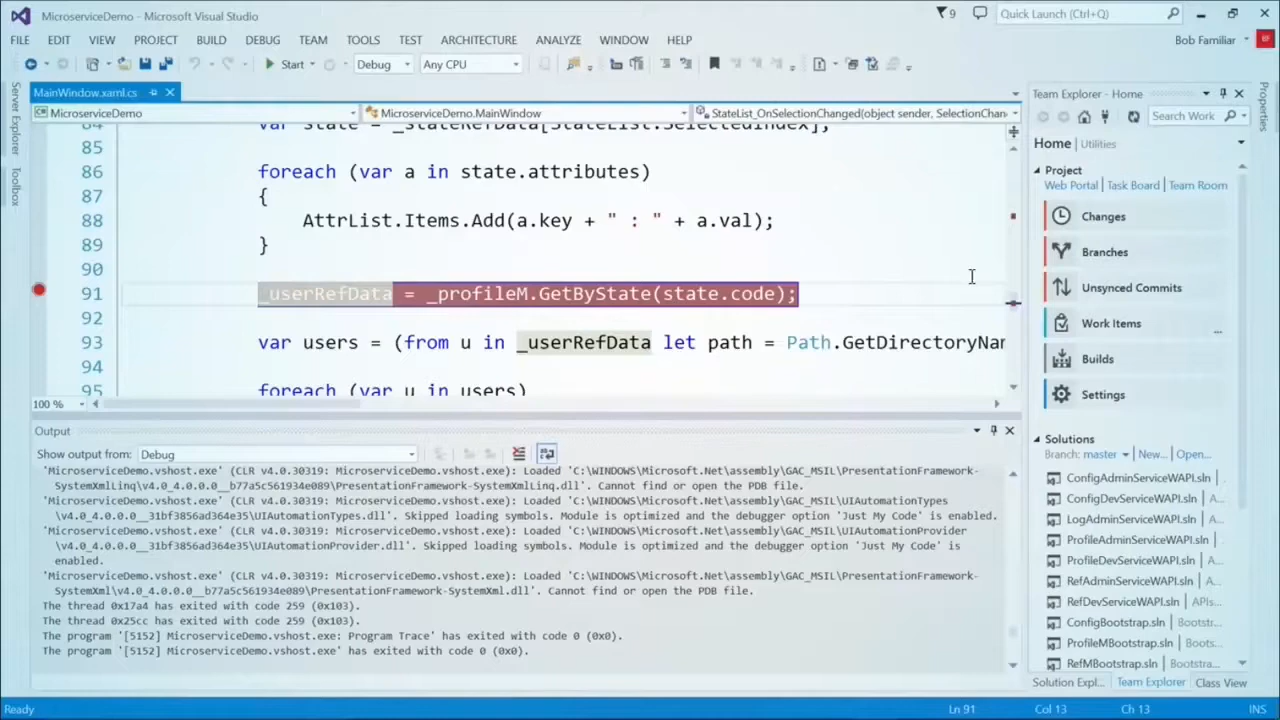 MicroserviceDemo - Microsoft Visual Studio
9
Quick Launch (Ctrl+Q)
FILE EDIT VIEW PROJECT BUILD DEBUG TEAM TOOLS TEST ARCHITECTURE ANALYZE WINDOW HELP
Bob Familiar
BF
Start
Debug
Any CPU
Server Explorer
Toolbox
MainWindow.xaml.cs
MicroserviceDemo
MicroserviceDemo.MainWindow
StateList_OnSelectionChanged(object sender, SelectionChan
84 var state = _stateRefData[StateList.SelectedIndex];
85
86 foreach (var a in state.attributes)
87 {
88 AttrList.Items.Add(a.key + " : " + a.val);
89 }
90
91 _userRefData = _profileM.GetByState(state.code);
92
93 var users = (from u in _userRefData let path = Path.GetDirectoryNam
94
95 foreach (var u in users)
100 %
Output
Show output from: Debug
'MicroserviceDemo.vshost.exe' (CLR v4.0.30319: MicroserviceDemo.vshost.exe): Loaded 'C:\WINDOWS\Microsoft.Net\assembly\GAC_MSIL\PresentationFramework-
SystemXmlLinq\v4.0_4.0.0.0__b77a5c561934e089\PresentationFramework-SystemXmlLinq.dll'. Cannot find or open the PDB file.
'MicroserviceDemo.vshost.exe' (CLR v4.0.30319: MicroserviceDemo.vshost.exe): Loaded 'C:\WINDOWS\Microsoft.Net\assembly\GAC_MSIL\UIAutomationTypes
\v4.0_4.0.0.0__31bf3856ad364e35\UIAutomationTypes.dll'. Skipped loading symbols. Module is optimized and the debugger option 'Just My Code' is enabled.
'MicroserviceDemo.vshost.exe' (CLR v4.0.30319: MicroserviceDemo.vshost.exe): Loaded 'C:\WINDOWS\Microsoft.Net\assembly\GAC_MSIL\UIAutomationProvider
\v4.0_4.0.0.0__31bf3856ad364e35\UIAutomationProvider.dll'. Skipped loading symbols. Module is optimized and the debugger option 'Just My Code' is
enabled.
'MicroserviceDemo.vshost.exe' (CLR v4.0.30319: MicroserviceDemo.vshost.exe): Loaded 'C:\WINDOWS\Microsoft.Net\assembly\GAC_MSIL\PresentationFramework-
SystemXml\v4.0_4.0.0.0__b77a5c561934e089\PresentationFramework-SystemXml.dll'. Cannot find or open the PDB file.
The thread 0x17a4 has exited with code 259 (0x103).
The thread 0x25cc has exited with code 259 (0x103).
The program '[5152] MicroserviceDemo.vshost.exe: Program Trace' has exited with code 0 (0x0).
The program '[5152] MicroserviceDemo.vshost.exe' has exited with code 0 (0x0).
Team Explorer - Home
Search Work
Home | Utilities
Project
Web Portal | Task Board | Team Room
Changes
Branches
Unsynced Commits
Work Items
...
Builds
Settings
Solutions
Branch: master New... Open...
ConfigAdminServiceWAPI.sln
ConfigDevServiceWAPI.sln | A...
LogAdminServiceWAPI.sln | A...
ProfileAdminServiceWAPI.sln
ProfileDevServiceWAPI.sln | A...
RefAdminServiceWAPI.sln | A...
RefDevServiceWAPI.sln | APIs...
ConfigBootstrap.sln | Bootstr...
ProfileMBootstrap.sln | Boots...
RefMBootstrap.sln | Bootstra...
Solution Expl...
Team Explorer
Class View
Properties
Ready
Ln 91
Col 13
Ch 13
INS